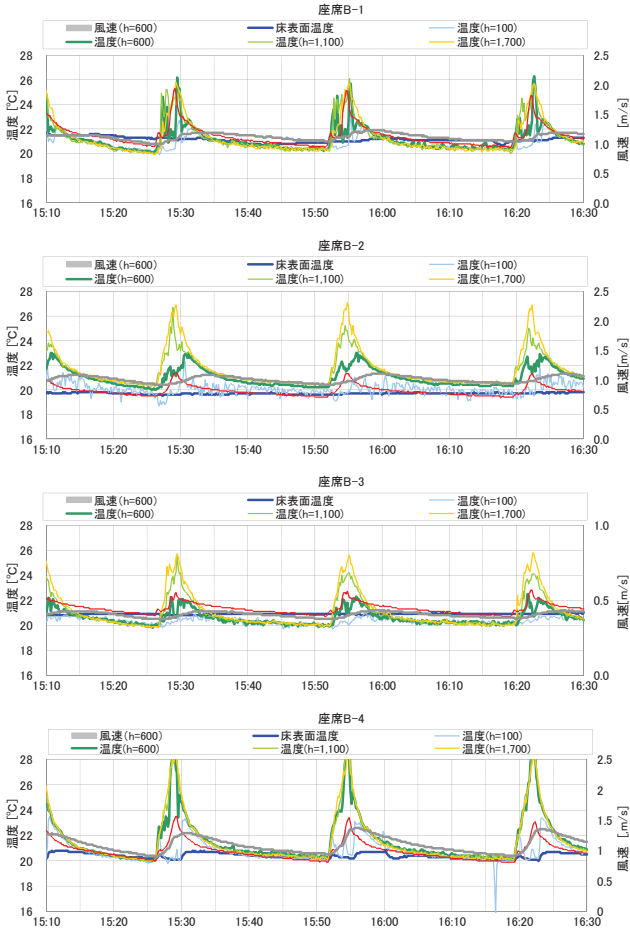 座席B-1
風速(h=600) 床表面温度 温度(h=100)
温度(h=600) 温度(h=1,100) 温度(h=1,700)
28 2.5
26
24 2.0
22 1.5
20 1.0
18 0.5
16 0.0
温度 [℃]
風速 [m/s]
15:10 15:20 15:30 15:40 15:50 16:00 16:10 16:20 16:30
座席B-2
風速(h=600) 床表面温度 温度(h=100)
温度(h=600) 温度(h=1,100) 温度(h=1,700)
28 2.5
26 2.0
24 1.5
22 1.0
20 0.5
18
16 0.0
温度 [℃]
風速[m/s]
15:10 15:20 15:30 15:40 15:50 16:00 16:10 16:20 16:30
座席B-3
風速(h=600) 床表面温度 温度(h=100)
温度(h=600) 温度(h=1,100) 温度(h=1,700)
28 1.0
26
24
22 0.5
20
18
16 0.0
温度 [℃]
風速[m/s]
15:10 15:20 15:30 15:40 15:50 16:00 16:10 16:20 16:30
座席B-4
風速(h=600) 床表面温度 温度(h=100)
温度(h=600) 温度(h=1,100) 温度(h=1,700)
28 2.5
26 2
24 1.5
22 1
20 0.5
18
16 0
温度 [℃]
風速 [m/s]
15:10 15:20 15:30 15:40 15:50 16:00 16:10 16:20 16:30